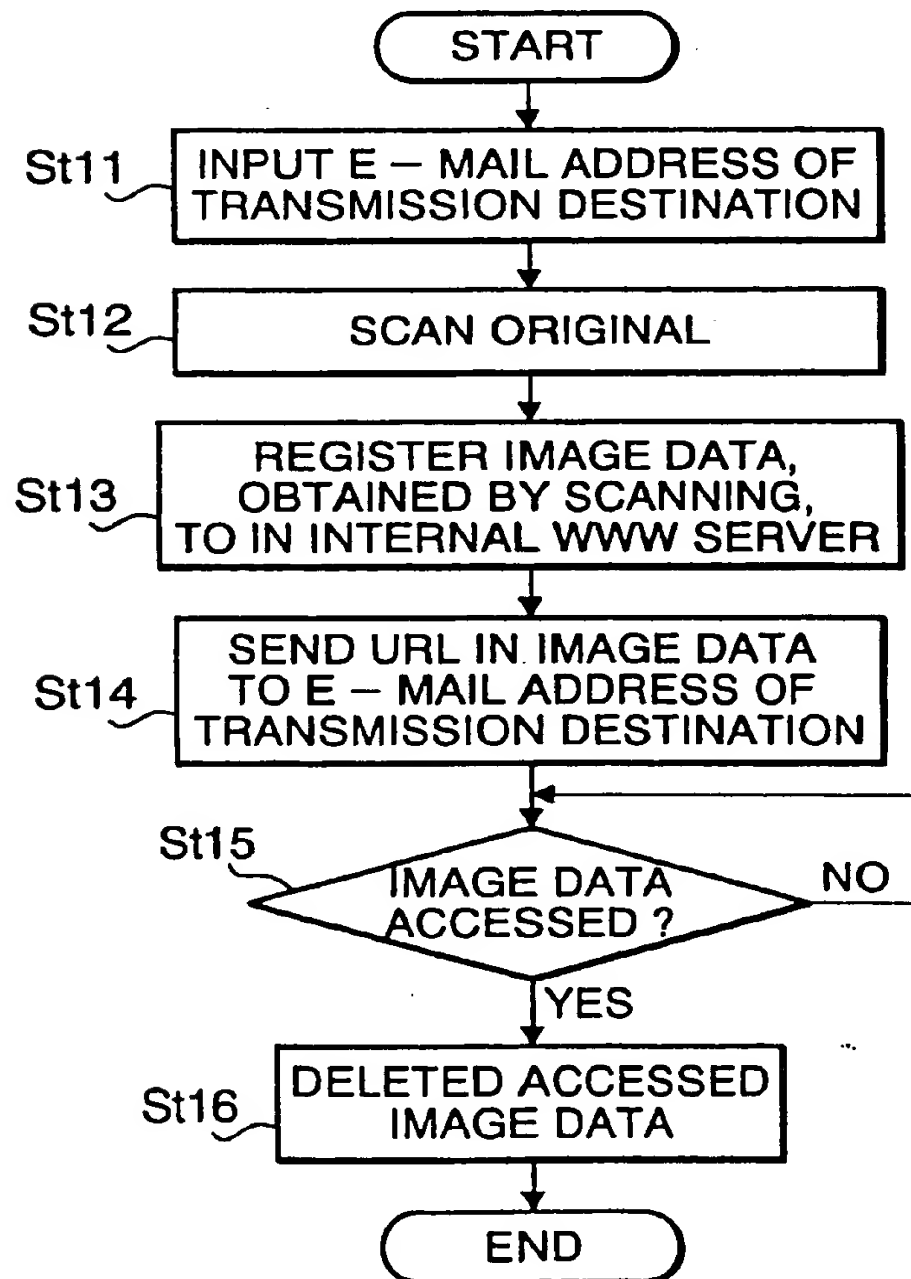 START
St11
INPUT E – MAIL ADDRESS OF
TRANSMISSION DESTINATION
St12
SCAN ORIGINAL
St13
REGISTER IMAGE DATA,
OBTAINED BY SCANNING,
TO IN INTERNAL WWW SERVER
St14
SEND URL IN IMAGE DATA
TO E – MAIL ADDRESS OF
TRANSMISSION DESTINATION
St15
IMAGE DATA
ACCESSED ?
NO
YES
St16
DELETED ACCESSED
IMAGE DATA
END